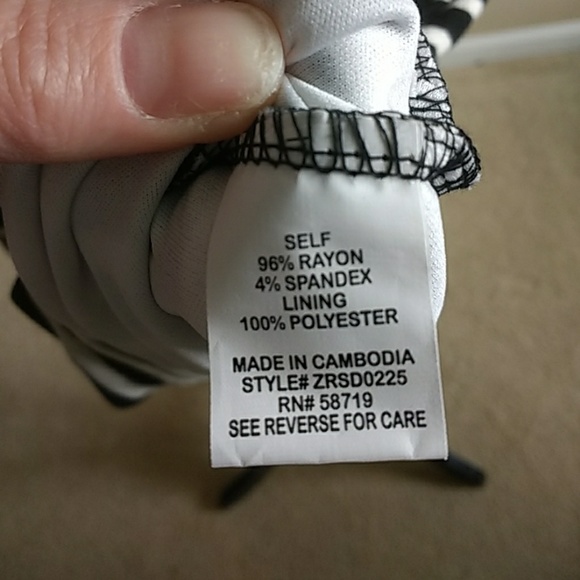 SELF
96% RAYON
4% SPANDEX
LINING
100% POLYESTER
MADE IN CAMBODIA
STYLE# ZRSD0225
RN# 58719
SEE REVERSE FOR CARE